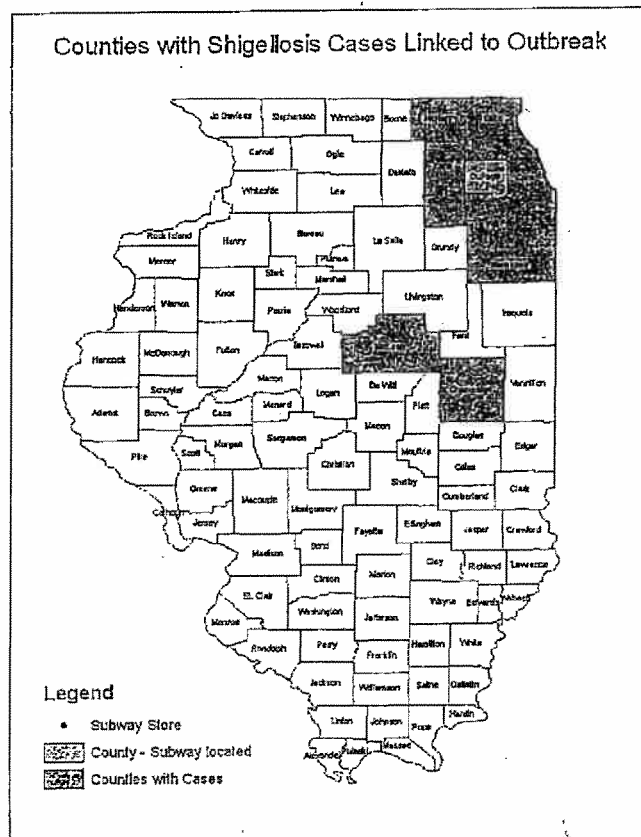 Counties with Shigellosis Cases Linked to Outbreak
Jo Daviess Stephenson Winnebago Boone
Carroll Ogle
DeKalb
Whiteside Lee
Rock Island Henry Bureau La Salle Grundy
Mercer
Putnam
Stark Marshall
Henderson Warren Knox Peoria Woodford Livingston Iroquois
Ford
Hancock McDonough Fulton Tazewell
Schuyler Mason Logan De Witt Piatt Vermilion
Adams Brown Cass Menard Macon
Pike Scott Morgan Sangamon Moultrie Douglas Edgar
Christian Coles
Greene Macoupin Montgomery Shelby Cumberland Clark
Calhoun Jersey
Fayette Effingham Jasper Crawford
Madison Bond
Clinton Marion Clay Richland Lawrence
St. Clair Washington Jefferson Wayne Edwards Wabash
Monroe Randolph Perry Franklin Hamilton White
Jackson Williamson Saline Gallatin
Union Johnson Pope Hardin
Alexander Pulaski Massac
Legend
Subway Store
County - Subway located
Counties with Cases